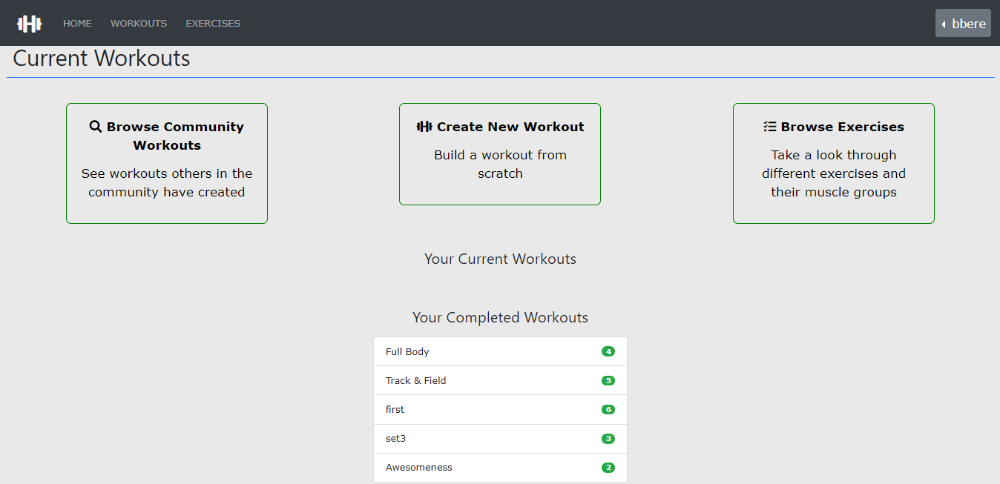 HOME WORKOUTS EXERCISES bbere
Current Workouts
Browse Community
Workouts
See workouts others in the
community have created
Create New Workout
Build a workout from
scratch
Browse Exercises
Take a look through
different exercises and
their muscle groups
Your Current Workouts
Your Completed Workouts
Full Body 4
Track & Field 5
first 6
set3 3
Awesomeness 2